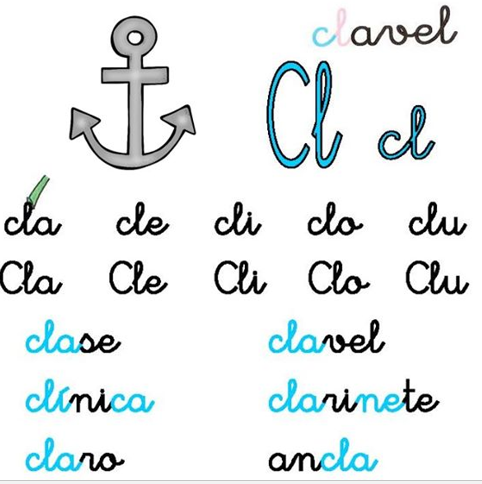 clavel
Cl cl
cla cle cli clo clu
Cla Cle Cli Clo Clu
clase clavel
clínica clarinete
claro ancla